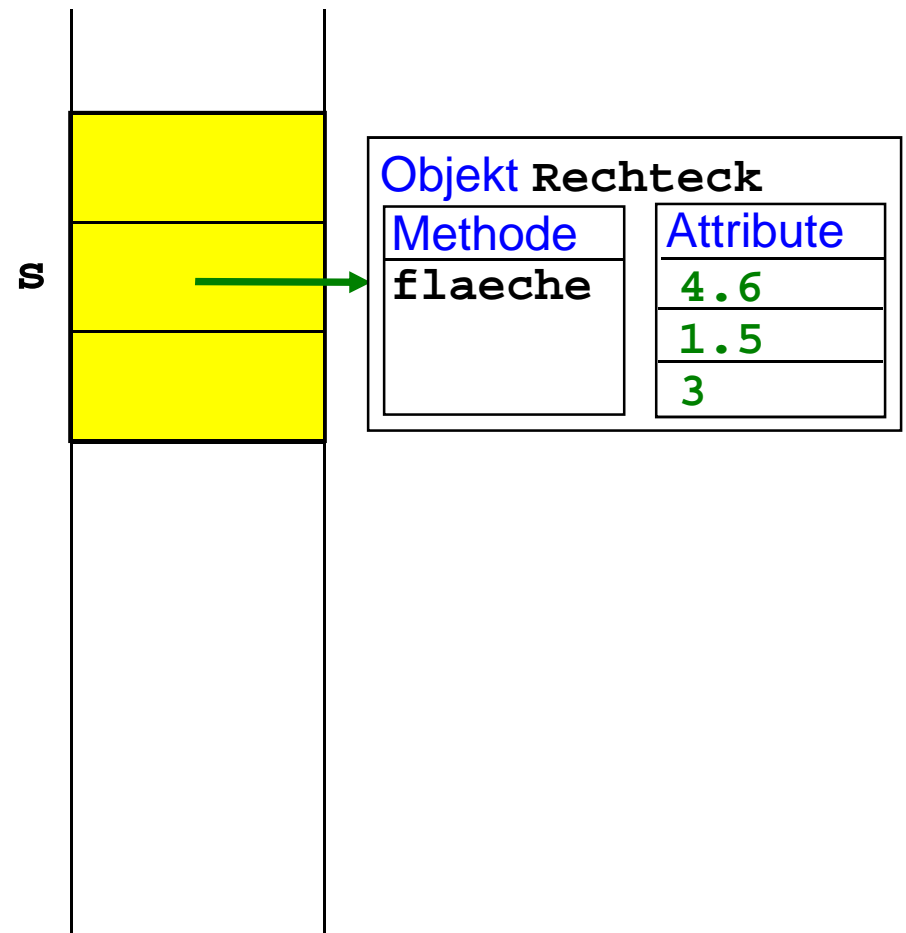 Objekt Rechteck
Methode
Attribute
s
flaeche
4.6
1.5
3